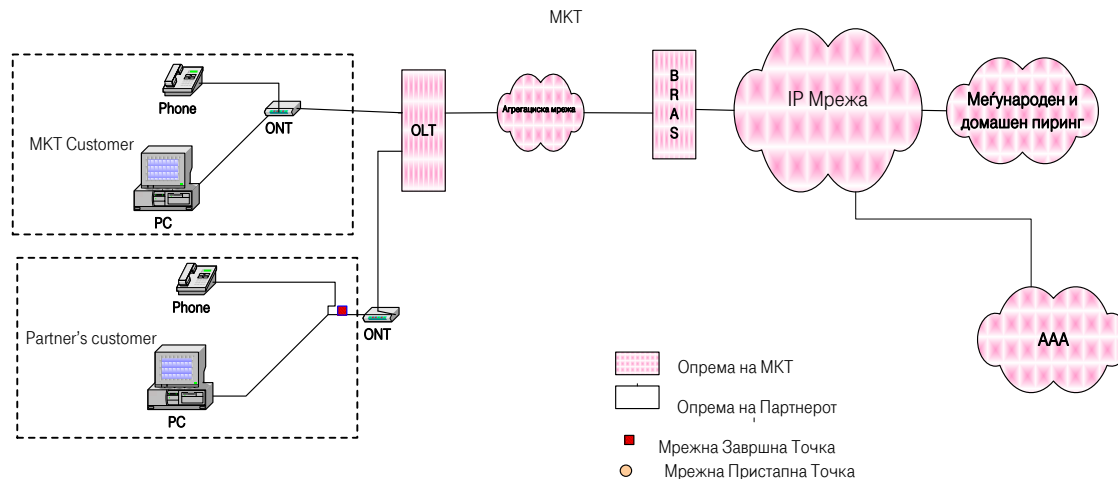 МКТ
Phone
ONT
MKT Customer
PC
OLT
Агрегациска мрежа
B
R
A
S
IP Мрежа
Меѓународен и
домашен пиринг
Phone
ONT
Partner's customer
PC
AAA
Опрема на МКТ
Опрема на Партнерот
Мрежна Завршна Точка
Мрежна Пристапна Точка